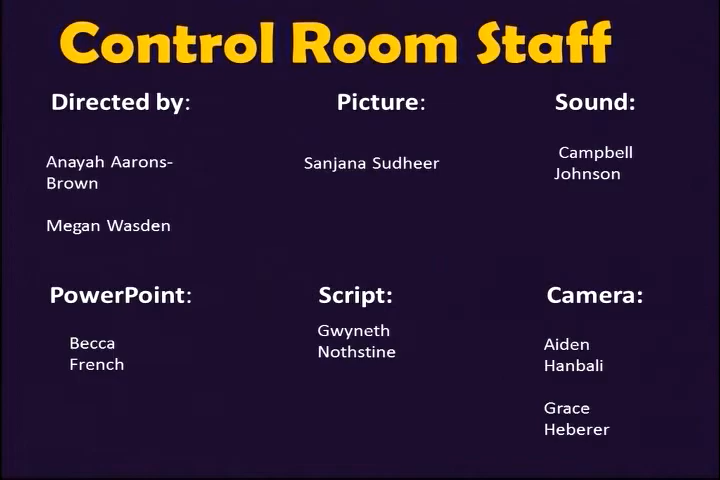 Control Room Staff
Directed by:
Anayah Aarons-
Brown
Megan Wasden
Picture:
Sanjana Sudheer
Sound:
Campbell
Johnson
PowerPoint:
Becca
French
Script:
Gwyneth
Nothstine
Camera:
Aiden
Hanbali
Grace
Heberer